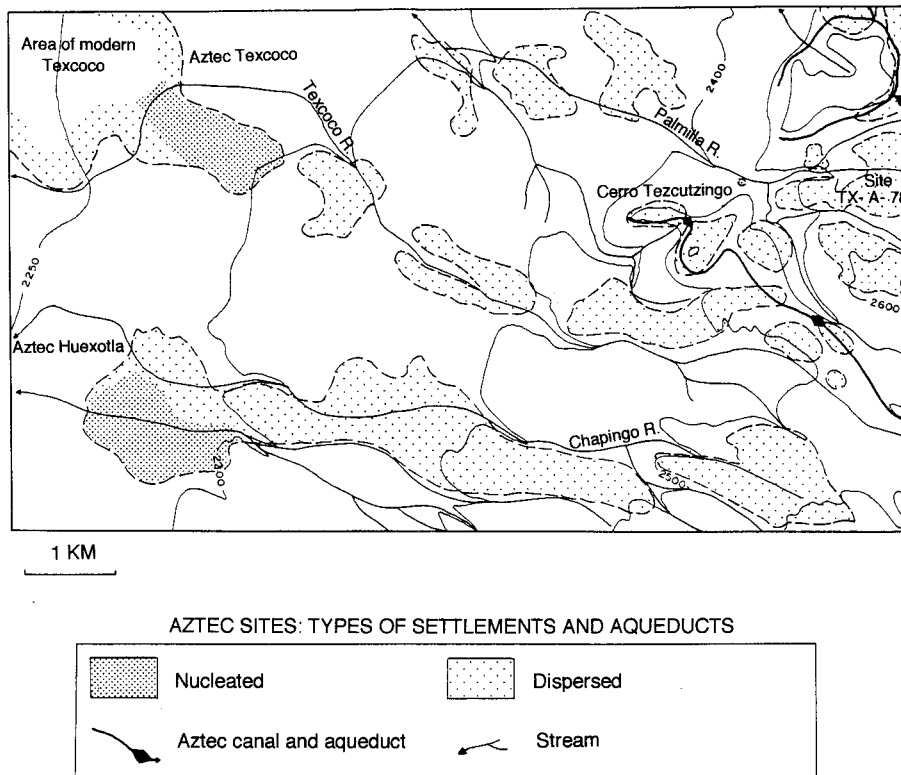 Area of modern
Texcoco
Aztec Texcoco
Texcoco R.
2400
Palmilla R.
Cerro Tezcutzingo
Site
TX-A-78
2250
2600
Aztec Huexotla
Chapingo R.
2300
2500
1 KM
AZTEC SITES: TYPES OF SETTLEMENTS AND AQUEDUCTS
Nucleated
Dispersed
Aztec canal and aqueduct
Stream